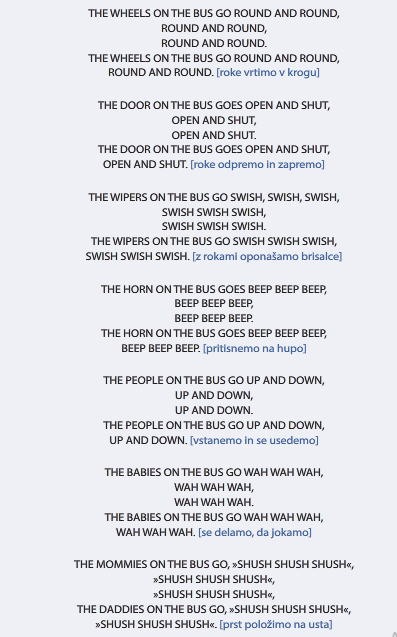 THE WHEELS ON THE BUS GO ROUND AND ROUND,
ROUND AND ROUND,
ROUND AND ROUND.
THE WHEELS ON THE BUS GO ROUND AND ROUND,
ROUND AND ROUND. [roke vrtimo v krogu]
THE DOOR ON THE BUS GOES OPEN AND SHUT,
OPEN AND SHUT,
OPEN AND SHUT.
THE DOOR ON THE BUS GOES OPEN AND SHUT,
OPEN AND SHUT. [roke odpremo in zapremo]
THE WIPERS ON THE BUS GO SWISH, SWISH, SWISH,
SWISH SWISH SWISH,
SWISH SWISH SWISH.
THE WIPERS ON THE BUS GO SWISH SWISH SWISH,
SWISH SWISH SWISH. [z rokami oponašamo brisalce]
THE HORN ON THE BUS GOES BEEP BEEP BEEP,
BEEP BEEP BEEP,
BEEP BEEP BEEP.
THE HORN ON THE BUS GOES BEEP BEEP BEEP,
BEEP BEEP BEEP. [pritisnemo na hupo]
THE PEOPLE ON THE BUS GO UP AND DOWN,
UP AND DOWN,
UP AND DOWN.
THE PEOPLE ON THE BUS GO UP AND DOWN,
UP AND DOWN. [vstanemo in se usedemo]
THE BABIES ON THE BUS GO WAH WAH WAH,
WAH WAH WAH,
WAH WAH WAH.
THE BABIES ON THE BUS GO WAH WAH WAH,
WAH WAH WAH. [se delamo, da jokamo]
THE MOMMIES ON THE BUS GO, »SHUSH SHUSH SHUSH«,
»SHUSH SHUSH SHUSH«,
»SHUSH SHUSH SHUSH«,
THE DADDIES ON THE BUS GO, »SHUSH SHUSH SHUSH«,
»SHUSH SHUSH SHUSH«. [prst položimo na usta]